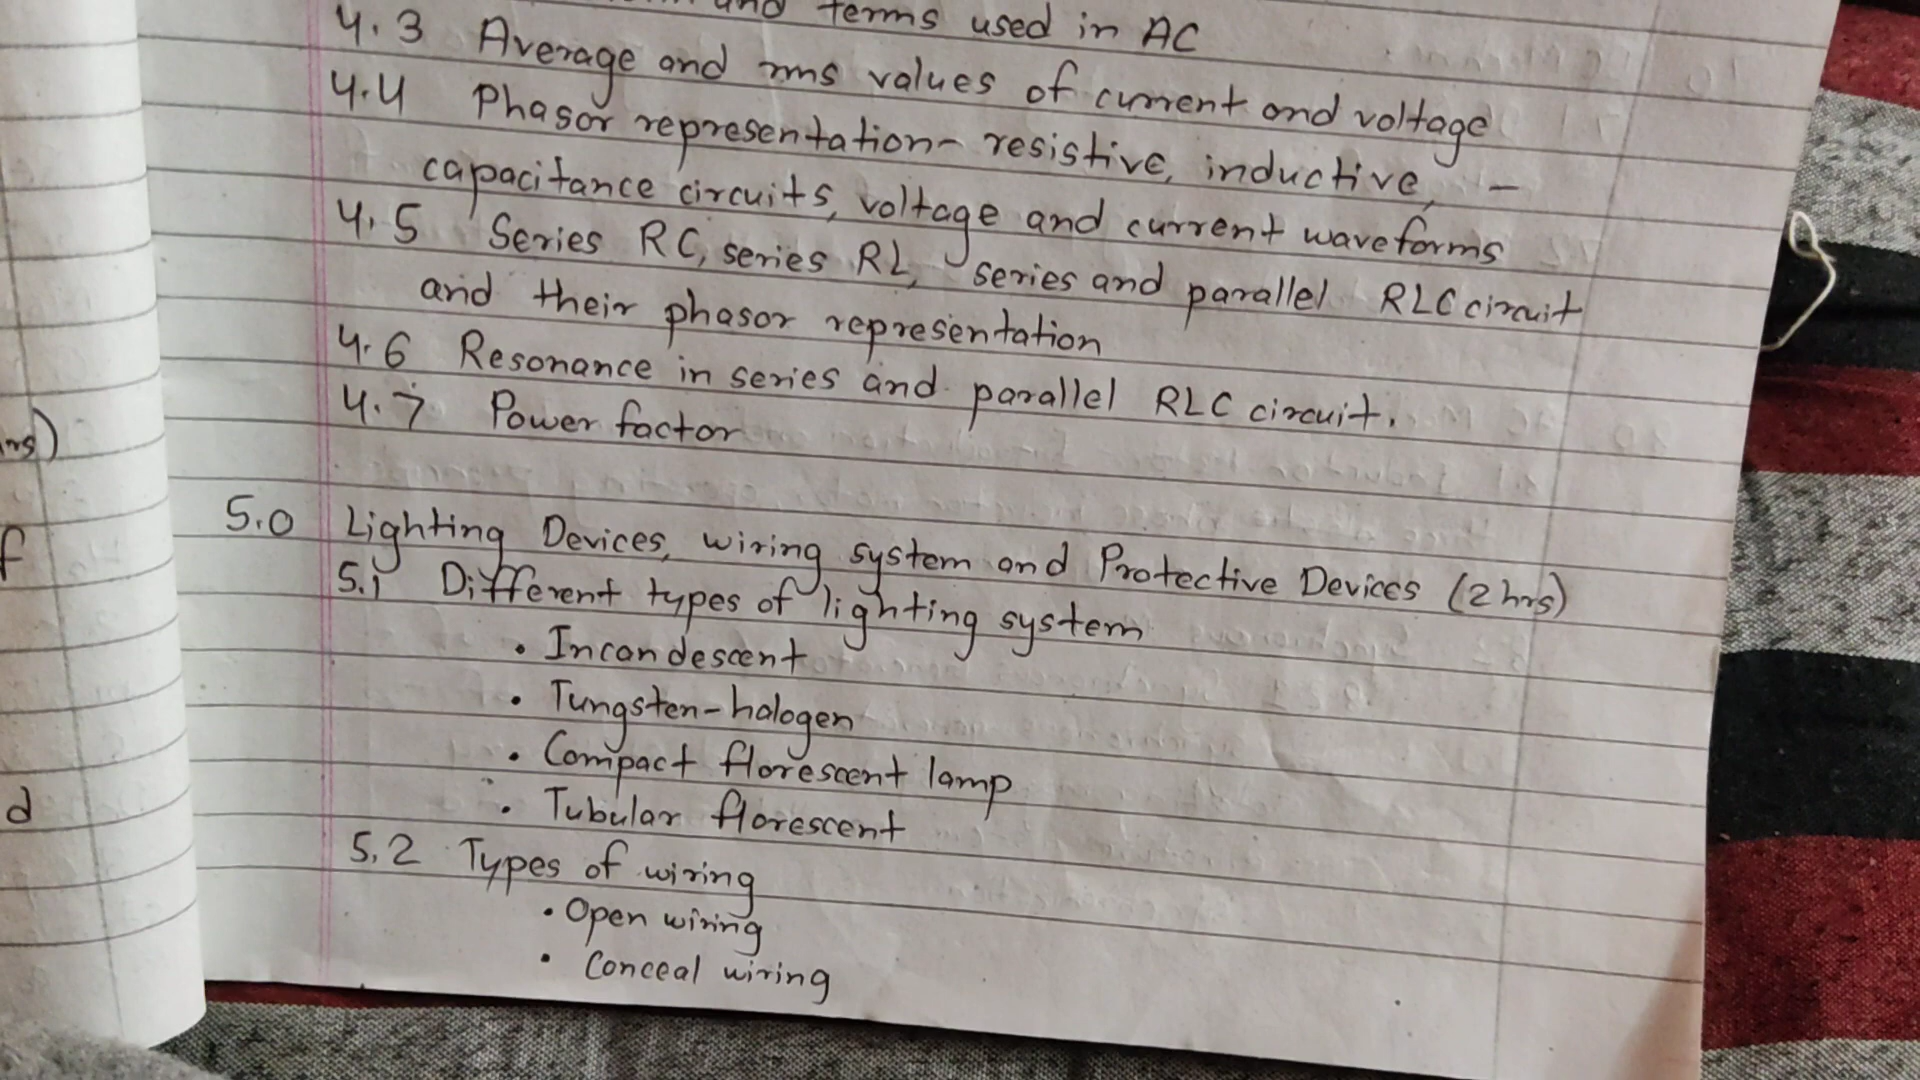 and terms used in AC
4.3 Average and rms values of current and voltage
4.4 Phasor representation- resistive, inductive, -
capacitance circuits, voltage and current waveforms
4.5 Series RC, series RL, series and parallel RLC circuit
and their phasor representation
4.6 Resonance in series and parallel RLC circuit.
4.7 Power factor
hrs)
5.0 Lighting Devices, wiring system and Protective Devices (2 hrs)
f
5.1 Different types of lighting system
• Incandescent
• Tungsten-halogen
• Compact florescent lamp
d
• Tubular florescent
5.2 Types of wiring
• Open wiring
• Conceal wiring